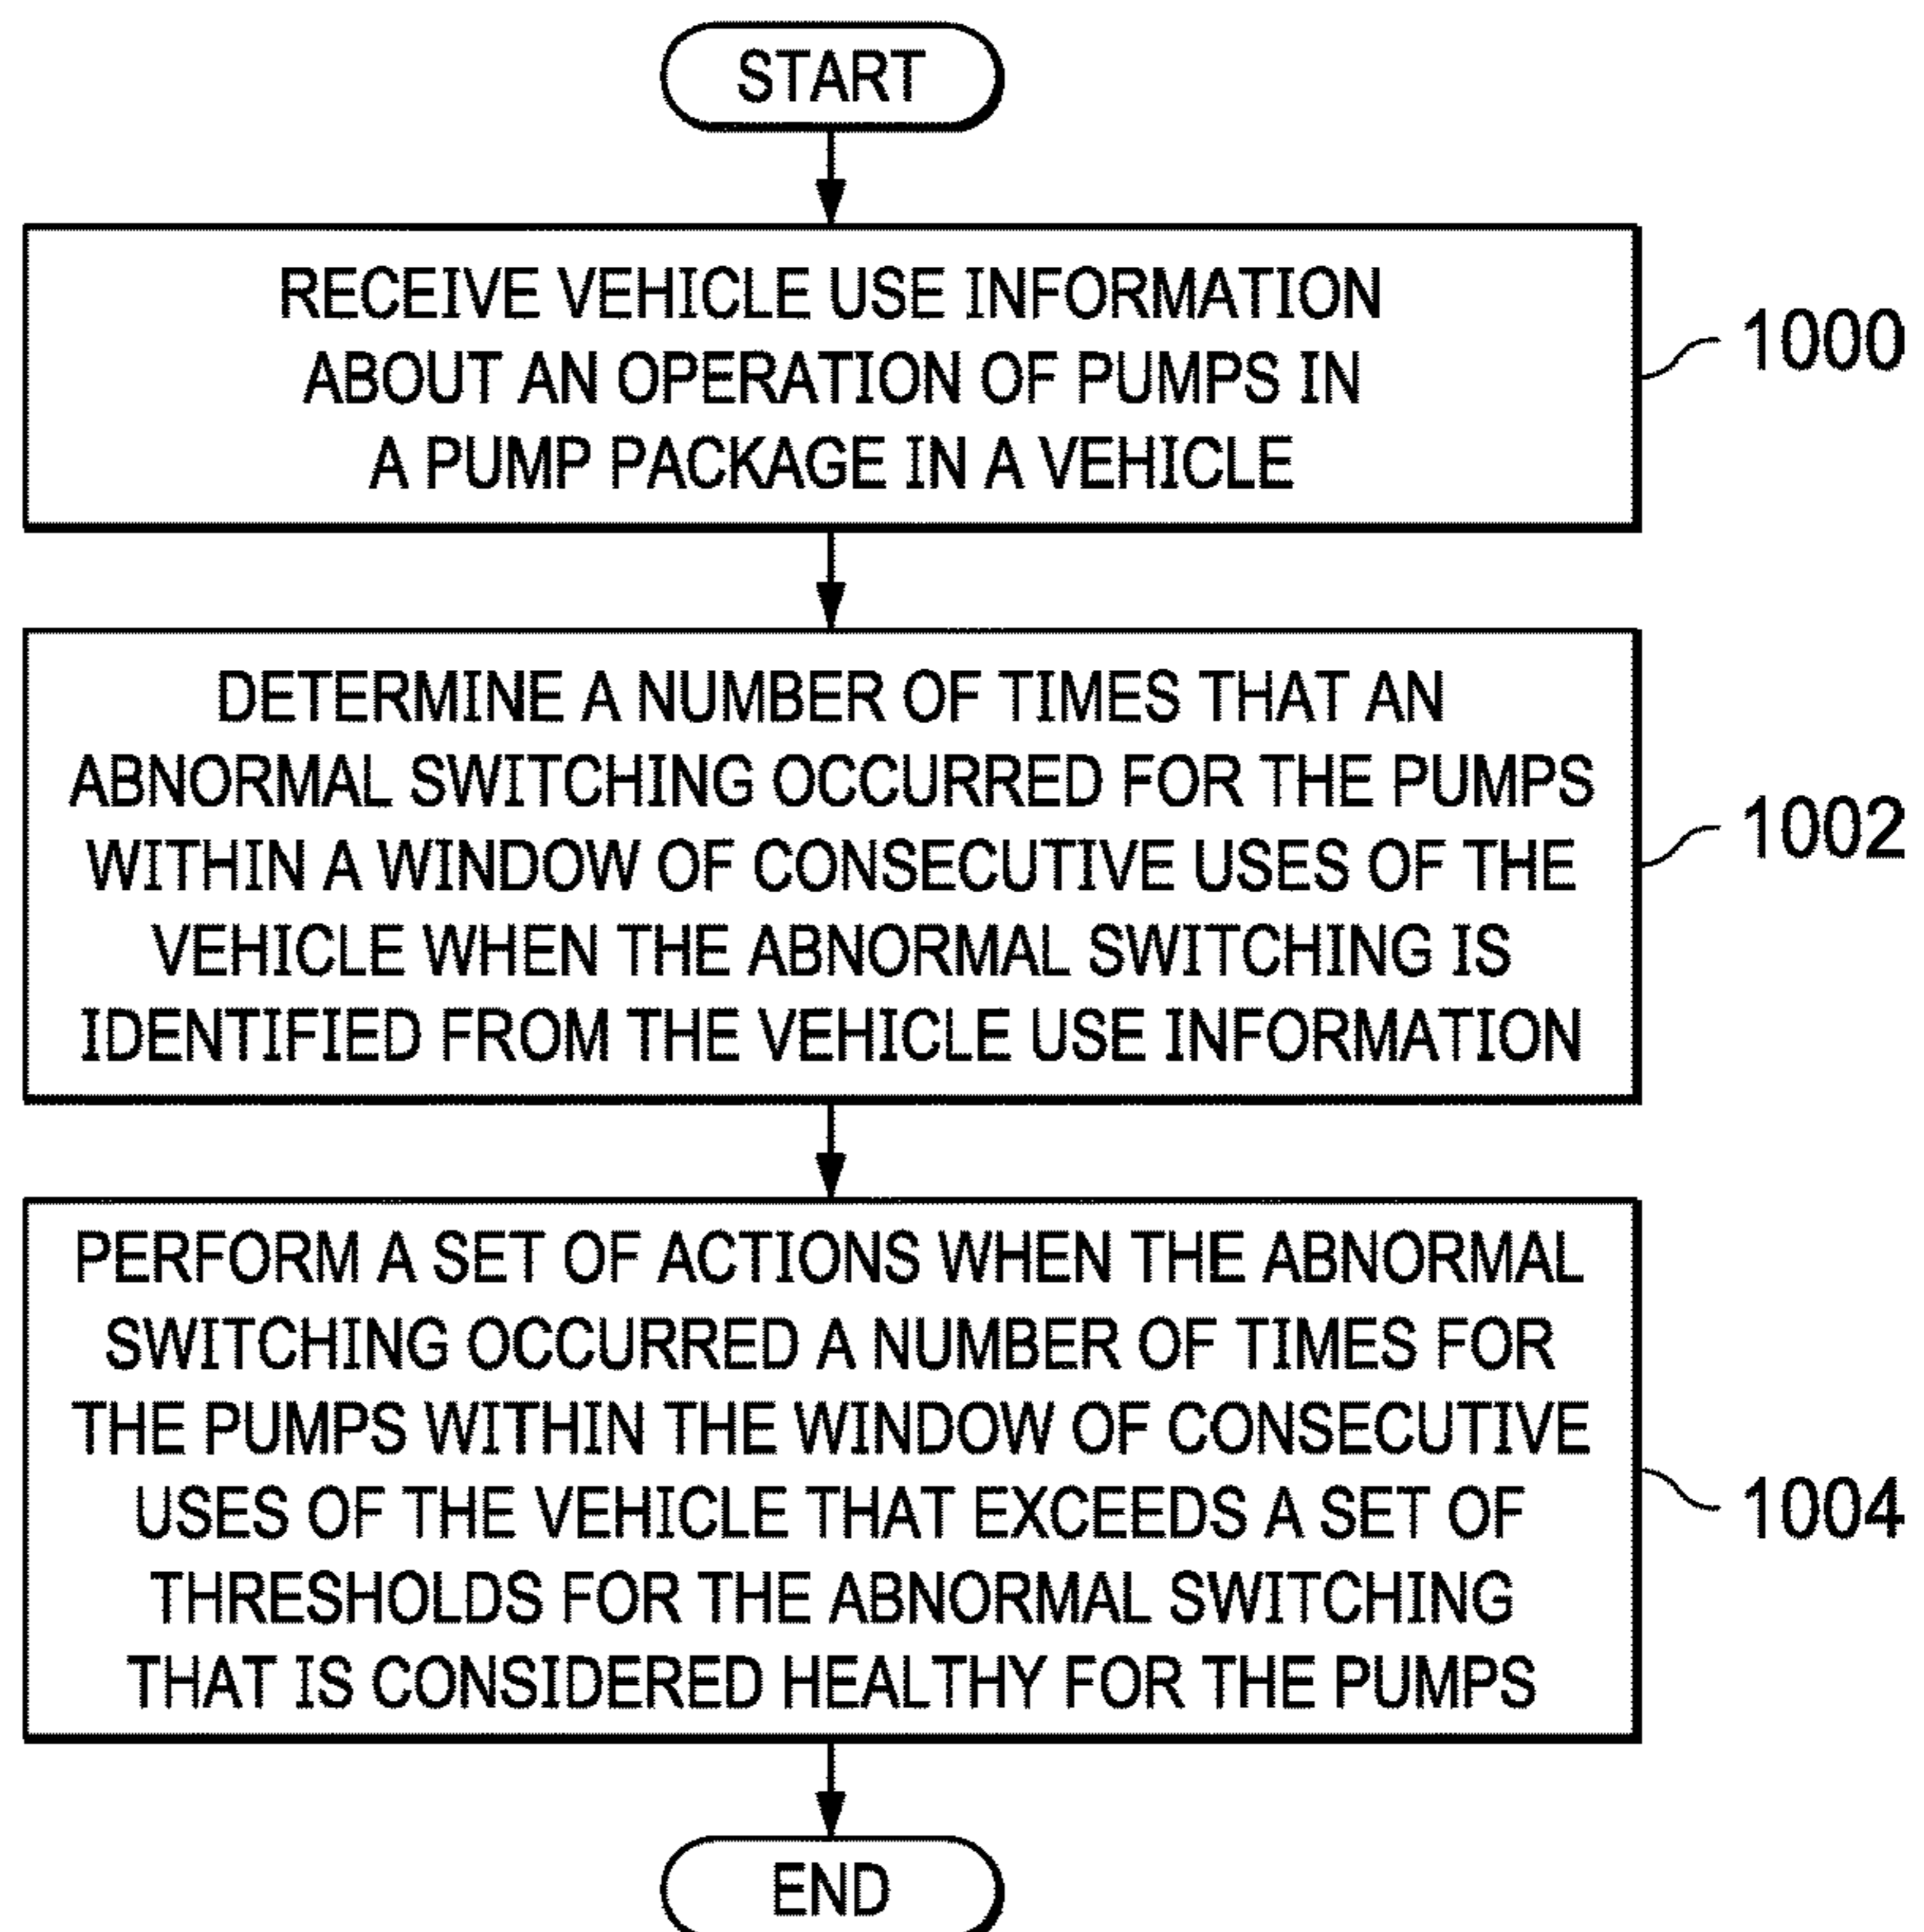 START
RECEIVE VEHICLE USE INFORMATION
ABOUT AN OPERATION OF PUMPS IN
A PUMP PACKAGE IN A VEHICLE
1000
DETERMINE A NUMBER OF TIMES THAT AN
ABNORMAL SWITCHING OCCURRED FOR THE PUMPS
WITHIN A WINDOW OF CONSECUTIVE USES OF THE
VEHICLE WHEN THE ABNORMAL SWITCHING IS
IDENTIFIED FROM THE VEHICLE USE INFORMATION
1002
PERFORM A SET OF ACTIONS WHEN THE ABNORMAL
SWITCHING OCCURRED A NUMBER OF TIMES FOR
THE PUMPS WITHIN THE WINDOW OF CONSECUTIVE
USES OF THE VEHICLE THAT EXCEEDS A SET OF
THRESHOLDS FOR THE ABNORMAL SWITCHING
THAT IS CONSIDERED HEALTHY FOR THE PUMPS
1004
END